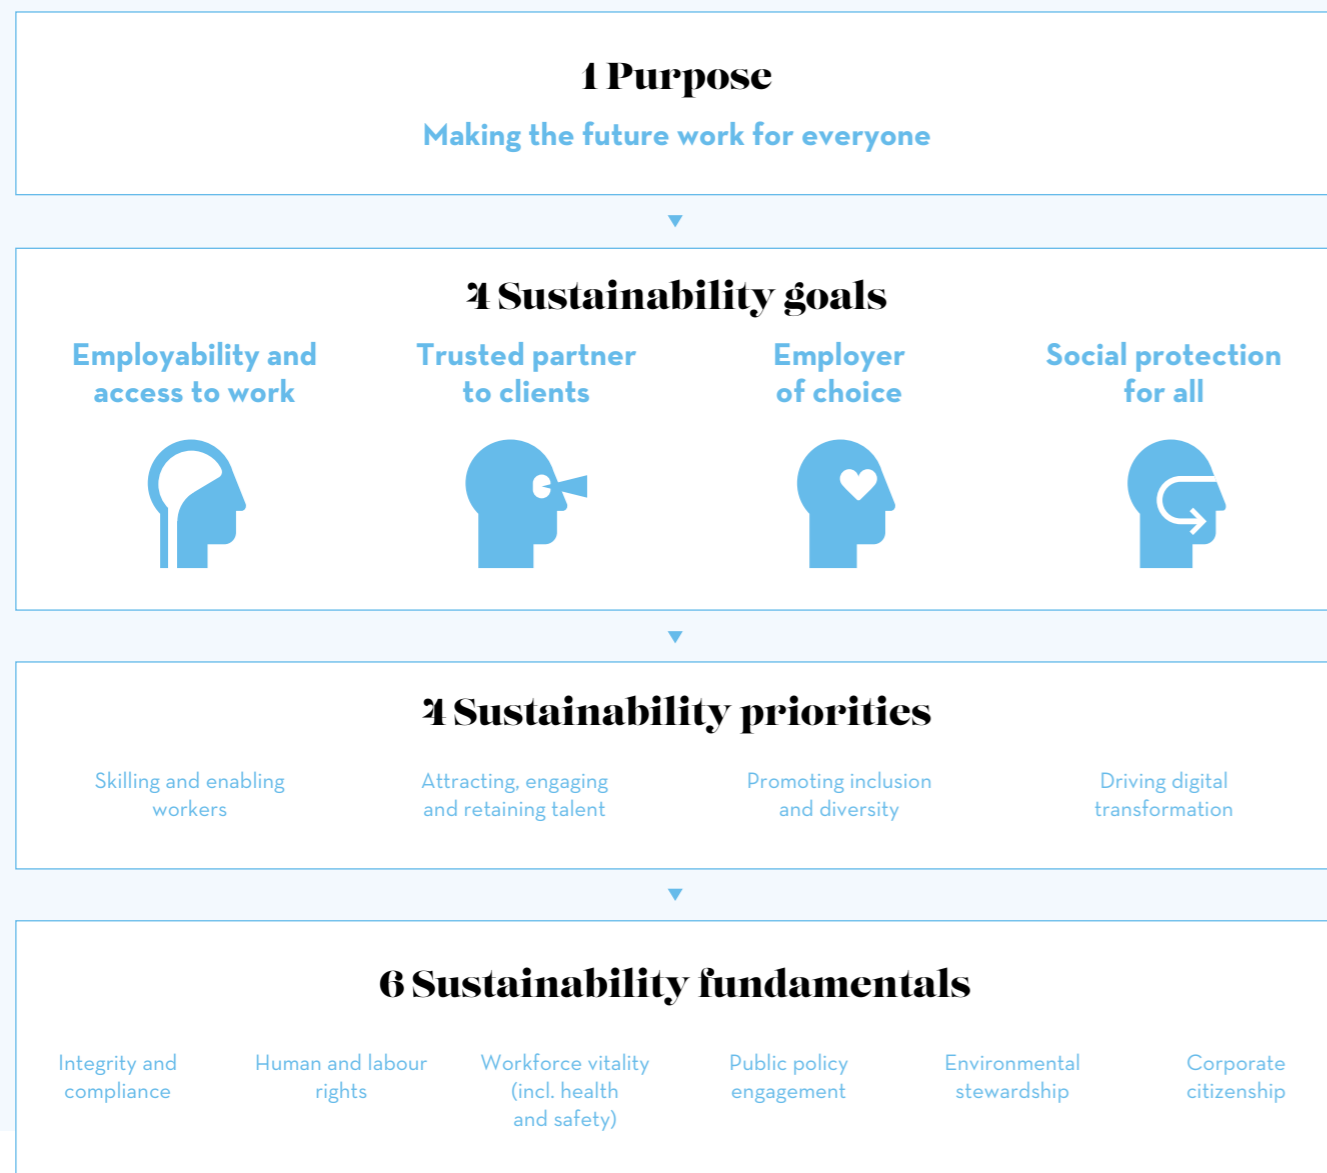 1 Purpose
Making the future work for everyone
4 Sustainability goals
Employability and
access to work
Trusted partner
to clients
Employer
of choice
Social protection
for all
4 Sustainability priorities
Skilling and enabling
workers
Attracting, engaging
and retaining talent
Promoting inclusion
and diversity
Driving digital
transformation
6 Sustainability fundamentals
Integrity and
compliance
Human and labour
rights
Workforce vitality
(incl. health
and safety)
Public policy
engagement
Environmental
stewardship
Corporate
citizenship